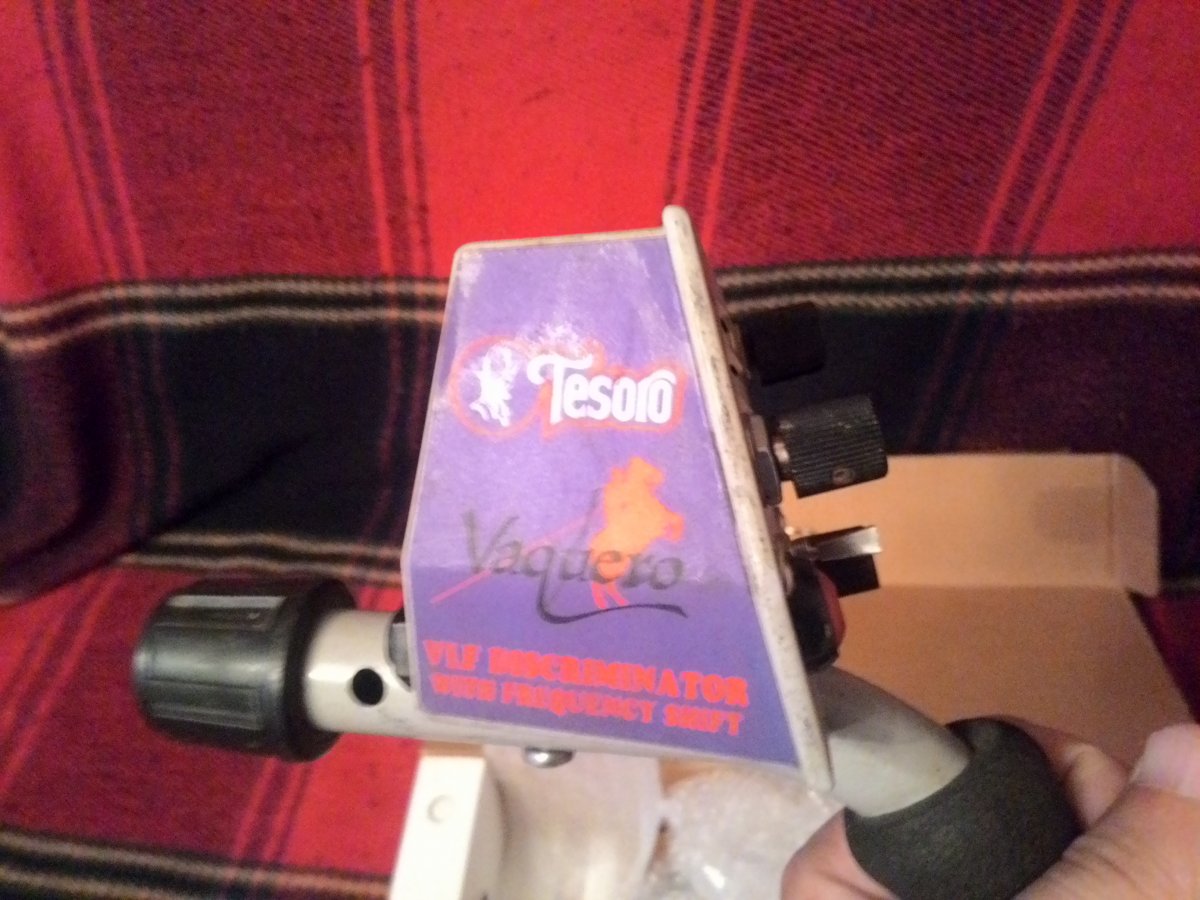 Tesoro
Vaquero
VLF DISCRIMINATOR
WITH FREQUENCY SHIFT